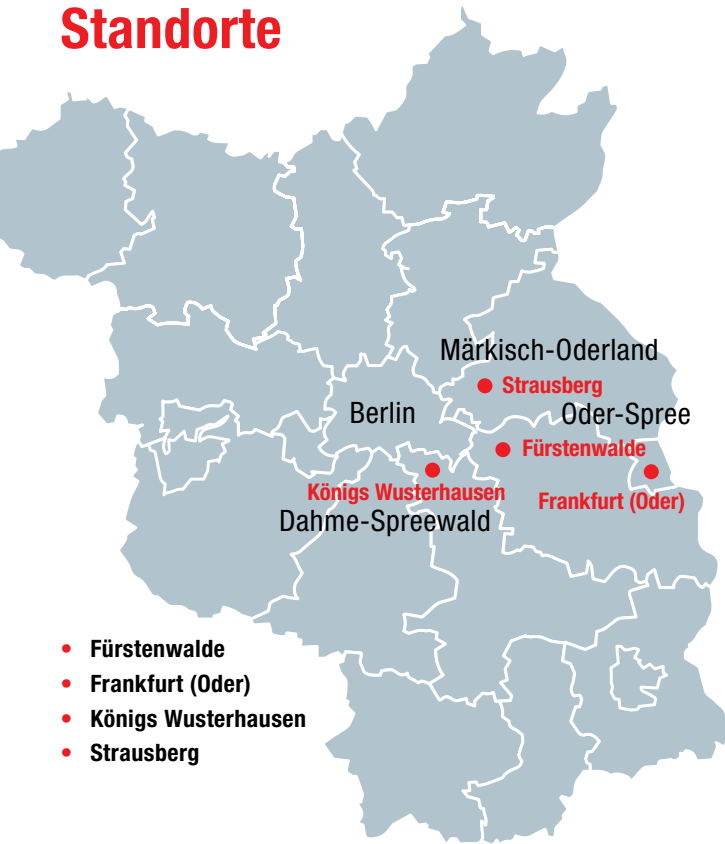 Standorte
Märkisch-Oderland
Strausberg
Berlin
Oder-Spree
Fürstenwalde
Königs Wusterhausen
Frankfurt (Oder)
Dahme-Spreewald
• Fürstenwalde
• Frankfurt (Oder)
• Königs Wusterhausen
• Strausberg